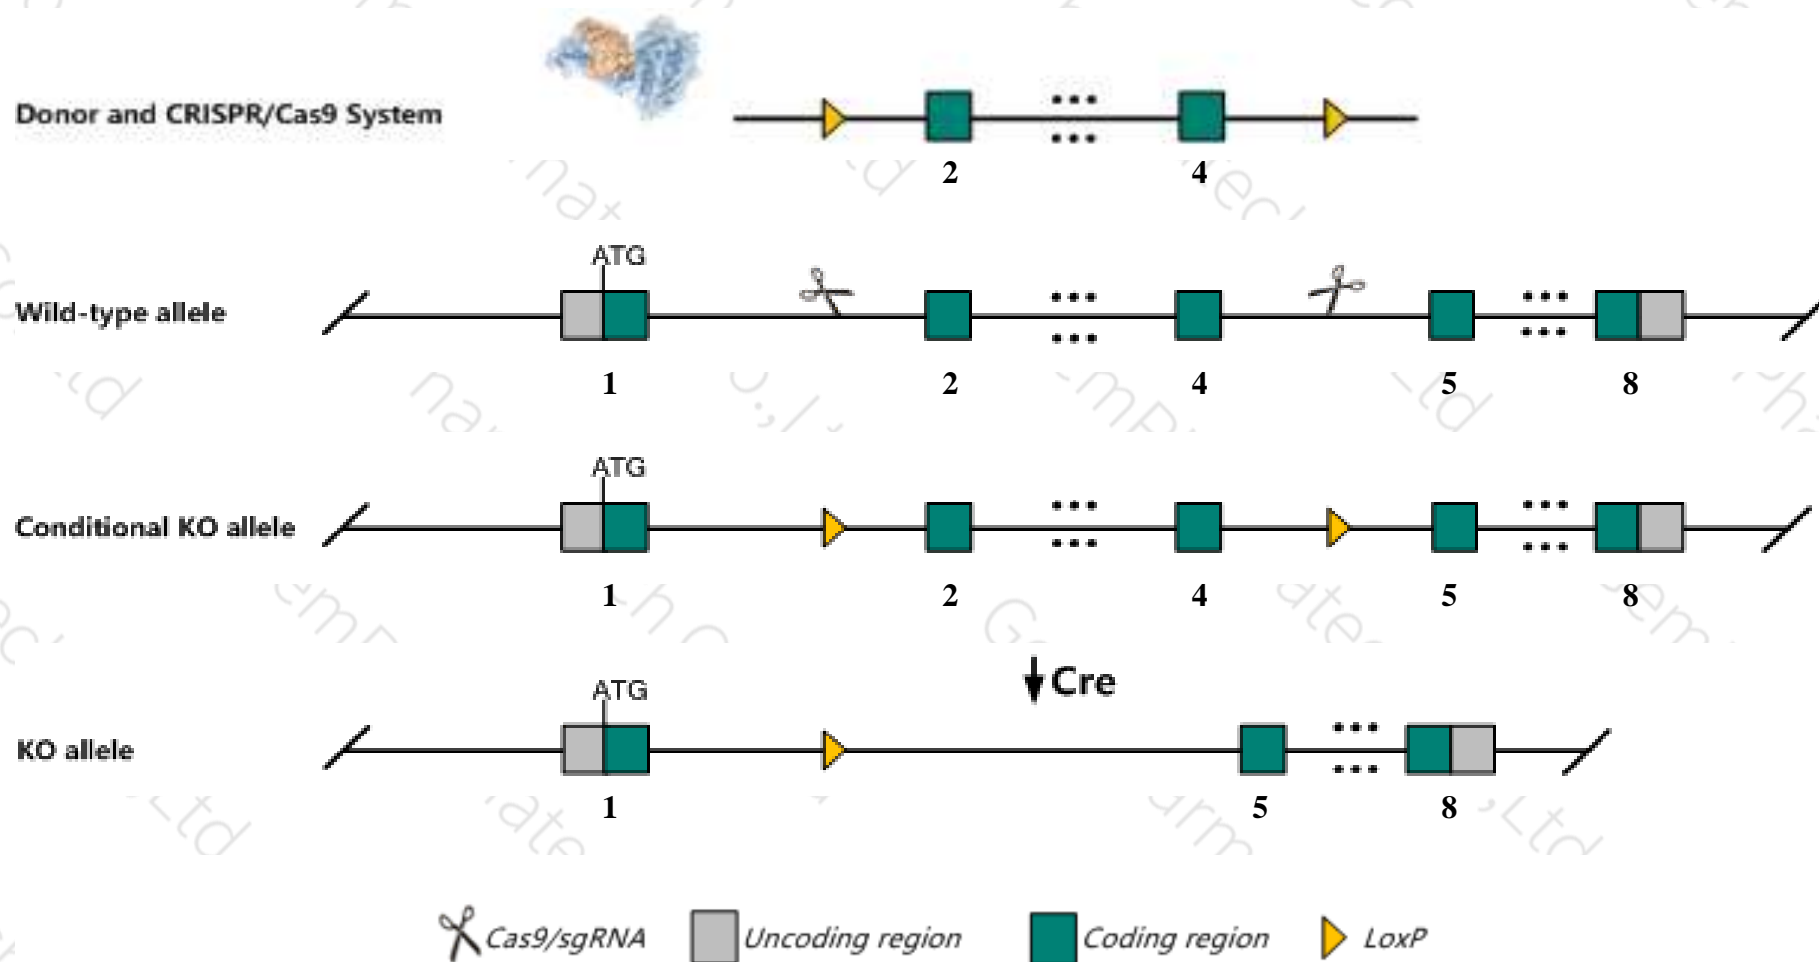 Donor and CRISPR/Cas9 System
2 4
ATG
Wild-type allele
1 2 4 5 8
ATG
Conditional KO allele
1 2 4 5 8
Cre
ATG
KO allele
1 5 8
Cas9/sgRNA Uncoding region Coding region LoxP